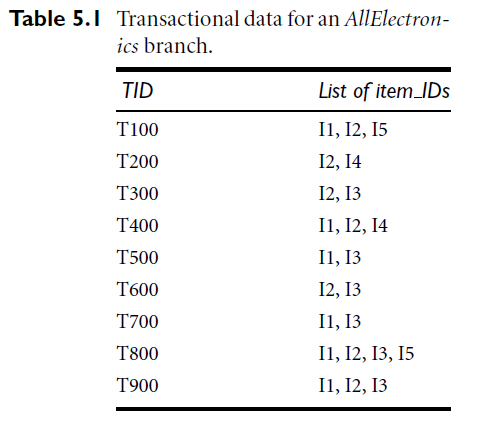 Table 5.1 Transactional data for an AllElectron-
ics branch.
TID List of item_IDs
T100 I1, I2, I5
T200 I2, I4
T300 I2, I3
T400 I1, I2, I4
T500 I1, I3
T600 I2, I3
T700 I1, I3
T800 I1, I2, I3, I5
T900 I1, I2, I3